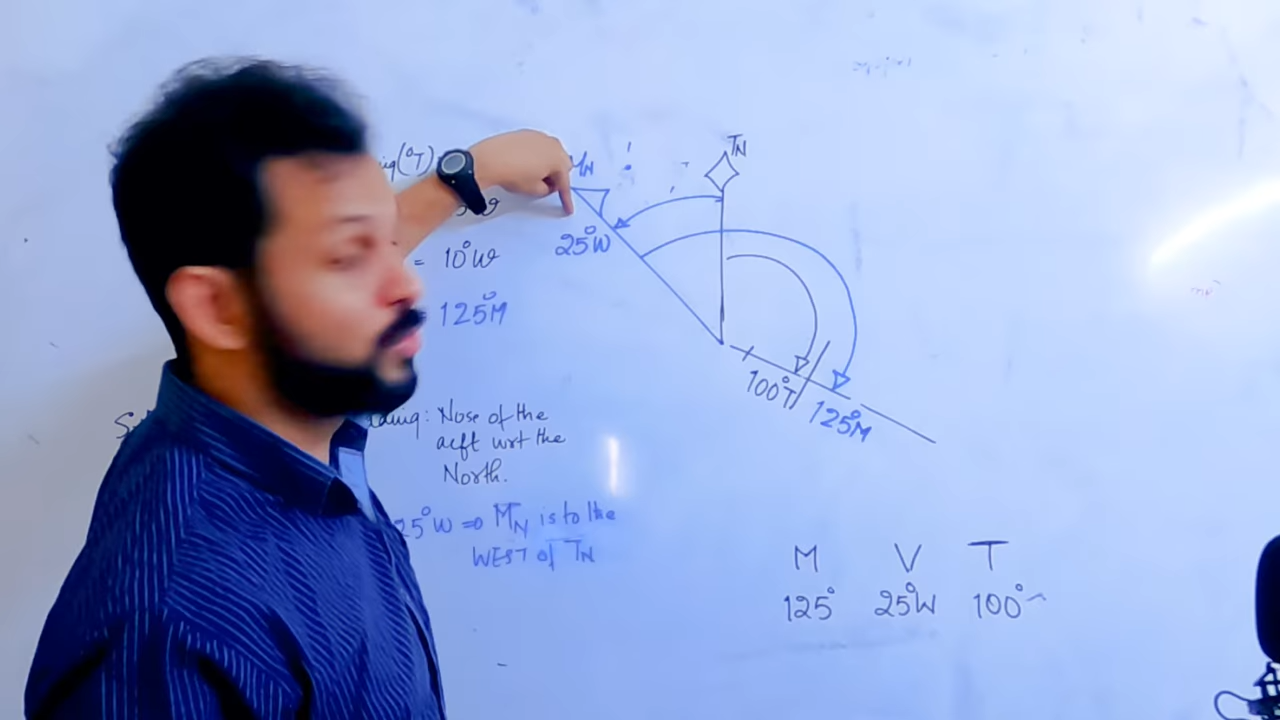 (°T)
MN
TN
25°W
= 10°W
125°M
100°T
125°M
: Nose of the
acft wrt the
North.
25°W ⇒ MN is to the
WEST of TN
M V T
125° 25°W 100°